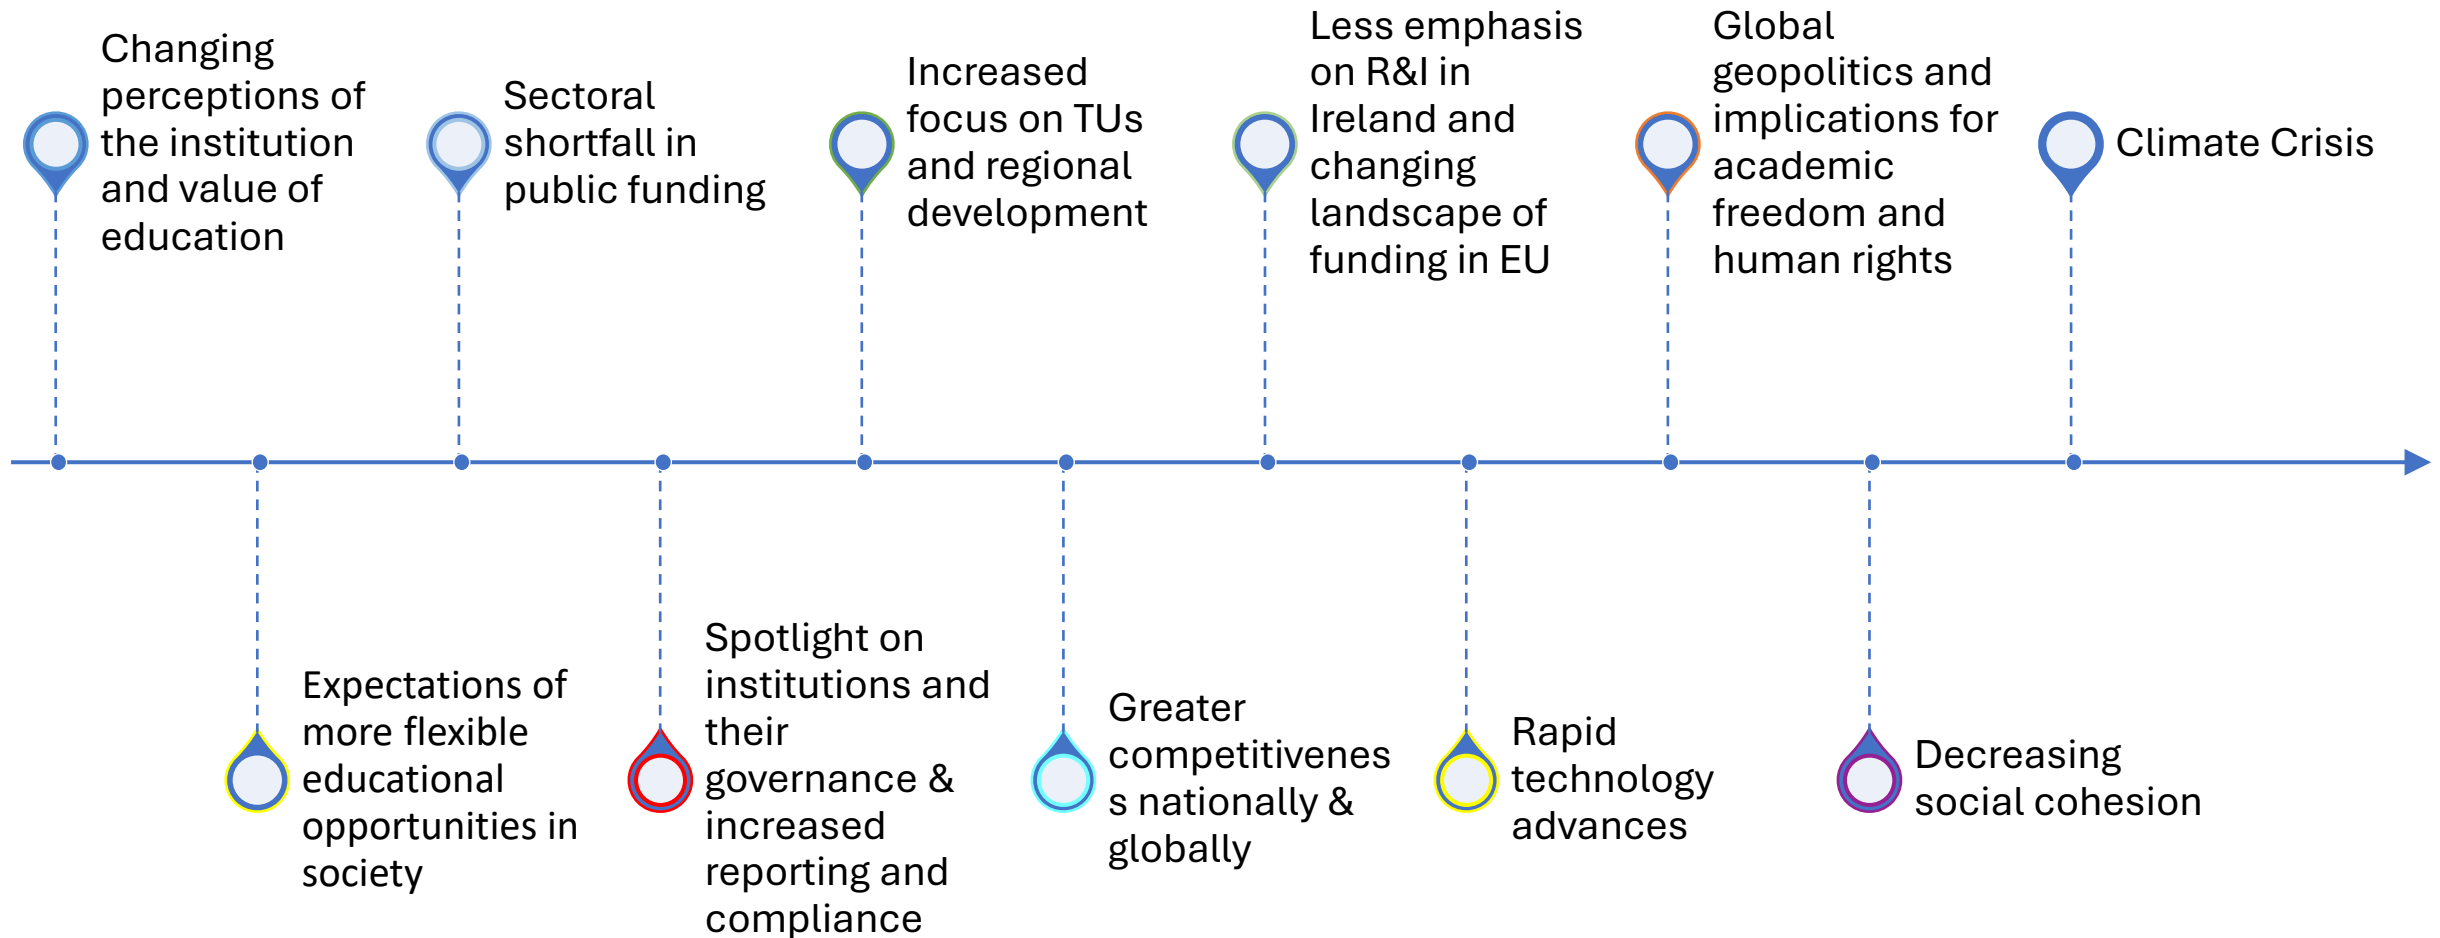 Changing
perceptions of
the institution
and value of
education
Sectoral
shortfall in
public funding
Increased
focus on TUs
and regional
development
Less emphasis
on R&I in
Ireland and
changing
landscape of
funding in EU
Global
geopolitics and
implications for
academic
freedom and
human rights
Climate Crisis
Expectations of
more flexible
educational
opportunities in
society
Spotlight on
institutions and
their
governance &
increased
reporting and
compliance
Greater
competitivenes
s nationally &
globally
Rapid
technology
advances
Decreasing
social cohesion